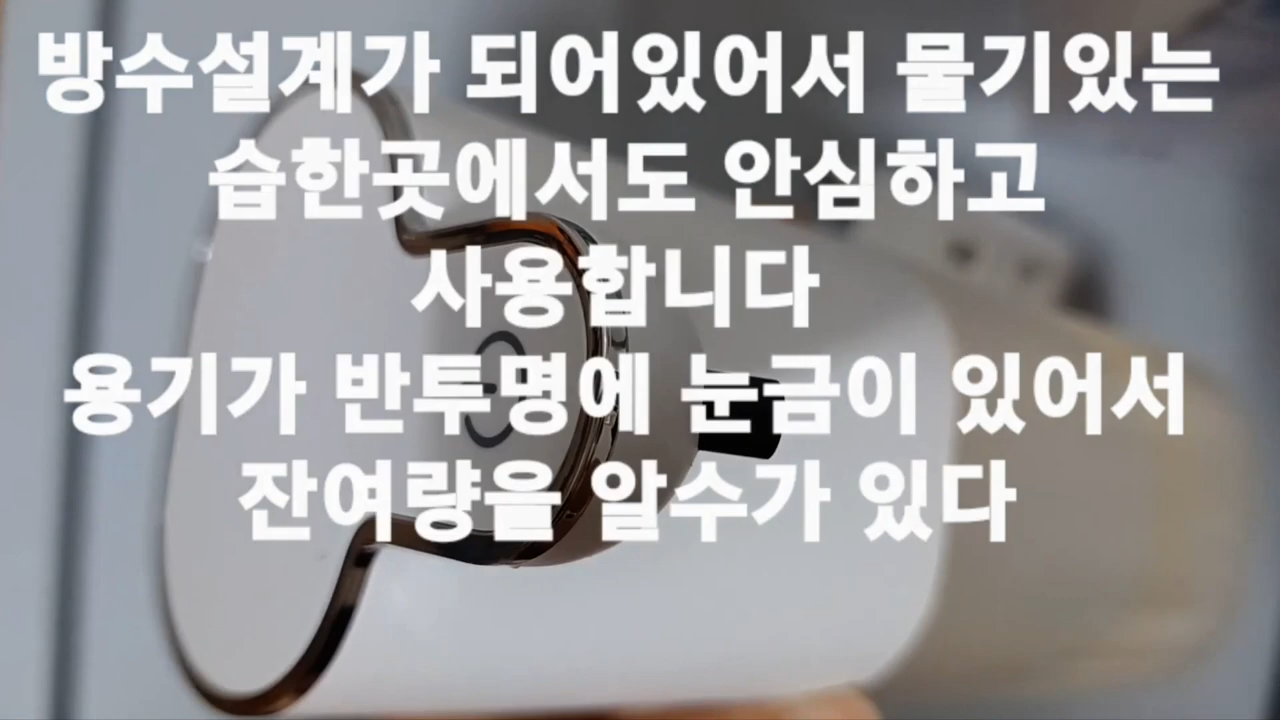 방수설계가 되어있어서 물기있는
습한곳에서도 안심하고
사용합니다
용기가 반투명에 눈금이 있어서
잔여량을 알수가 있다